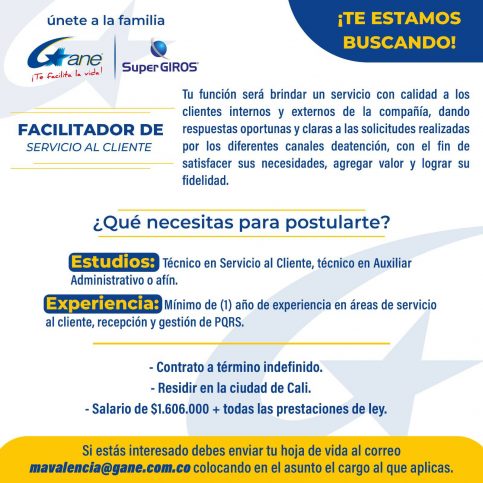 únete a la familia
¡TE ESTAMOS
BUSCANDO!
Gane
¡Te facilita la vida!
SuperGIROS
Tu función será brindar un servicio con calidad a los
clientes internos y externos de la compañía, dando
respuestas oportunas y claras a las solicitudes realizadas
por los diferentes canales deatención, con el fin de
satisfacer sus necesidades, agregar valor y lograr su
fidelidad.
FACILITADOR DE
SERVICIO AL CLIENTE
¿Qué necesitas para postularte?
Estudios: Técnico en Servicio al Cliente, técnico en Auxiliar
Administrativo o afín.
Experiencia: Mínimo de (1) año de experiencia en áreas de servicio
al cliente, recepción y gestión de PQRS.
- Contrato a término indefinido.
- Residir en la ciudad de Cali.
- Salario de $1.606.000 + todas las prestaciones de ley.
Si estás interesado debes enviar tu hoja de vida al correo
mavalencia@gane.com.co colocando en el asunto el cargo al que aplicas.